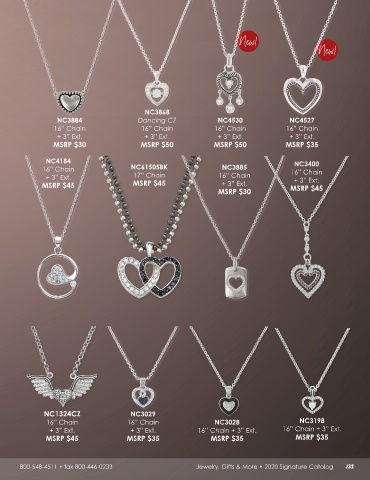 New!
New!
NC3884
16" Chain
+ 3" Ext.
MSRP $30
NC3868
Dancing CZ
16" Chain
+ 3" Ext.
MSRP $50
NC4530
16" Chain
+ 3" Ext.
MSRP $50
NC4527
16" Chain
+ 3" Ext.
MSRP $35
NC4184
16" Chain
+ 3" Ext.
MSRP $45
NC61505BK
17" Chain
MSRP $45
NC3885
16" Chain
+ 3" Ext.
MSRP $30
NC3400
16" Chain
+ 3" Ext.
MSRP $45
NC1324CZ
16" Chain
+ 3" Ext.
MSRP $45
NC3029
16" Chain
+ 3" Ext.
MSRP $35
NC3028
16" Chain + 3" Ext.
MSRP $35
NC3198
16" Chain + 3" Ext.
MSRP $35
800-548-4511 • fax 800-446-0233
Jewelry, Gifts & More • 2020 Signature Catalog